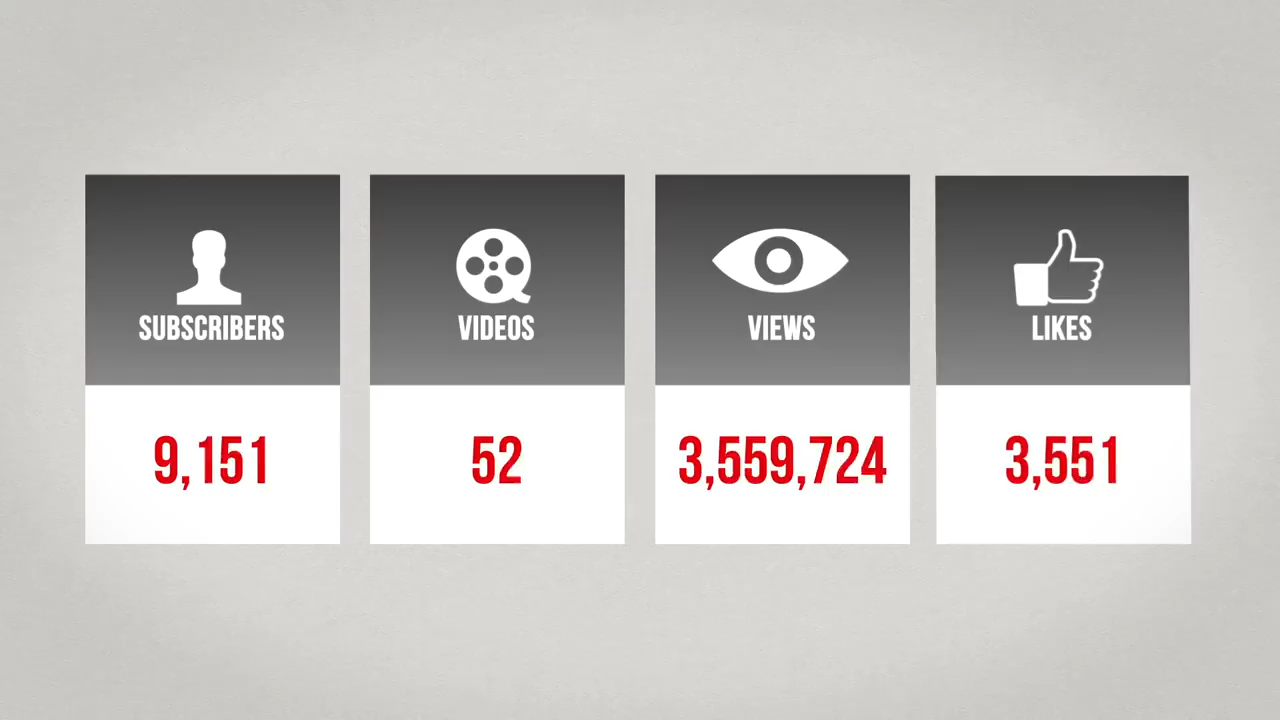 SUBSCRIBERS
9,151
VIDEOS
52
VIEWS
3,559,724
LIKES
3,551